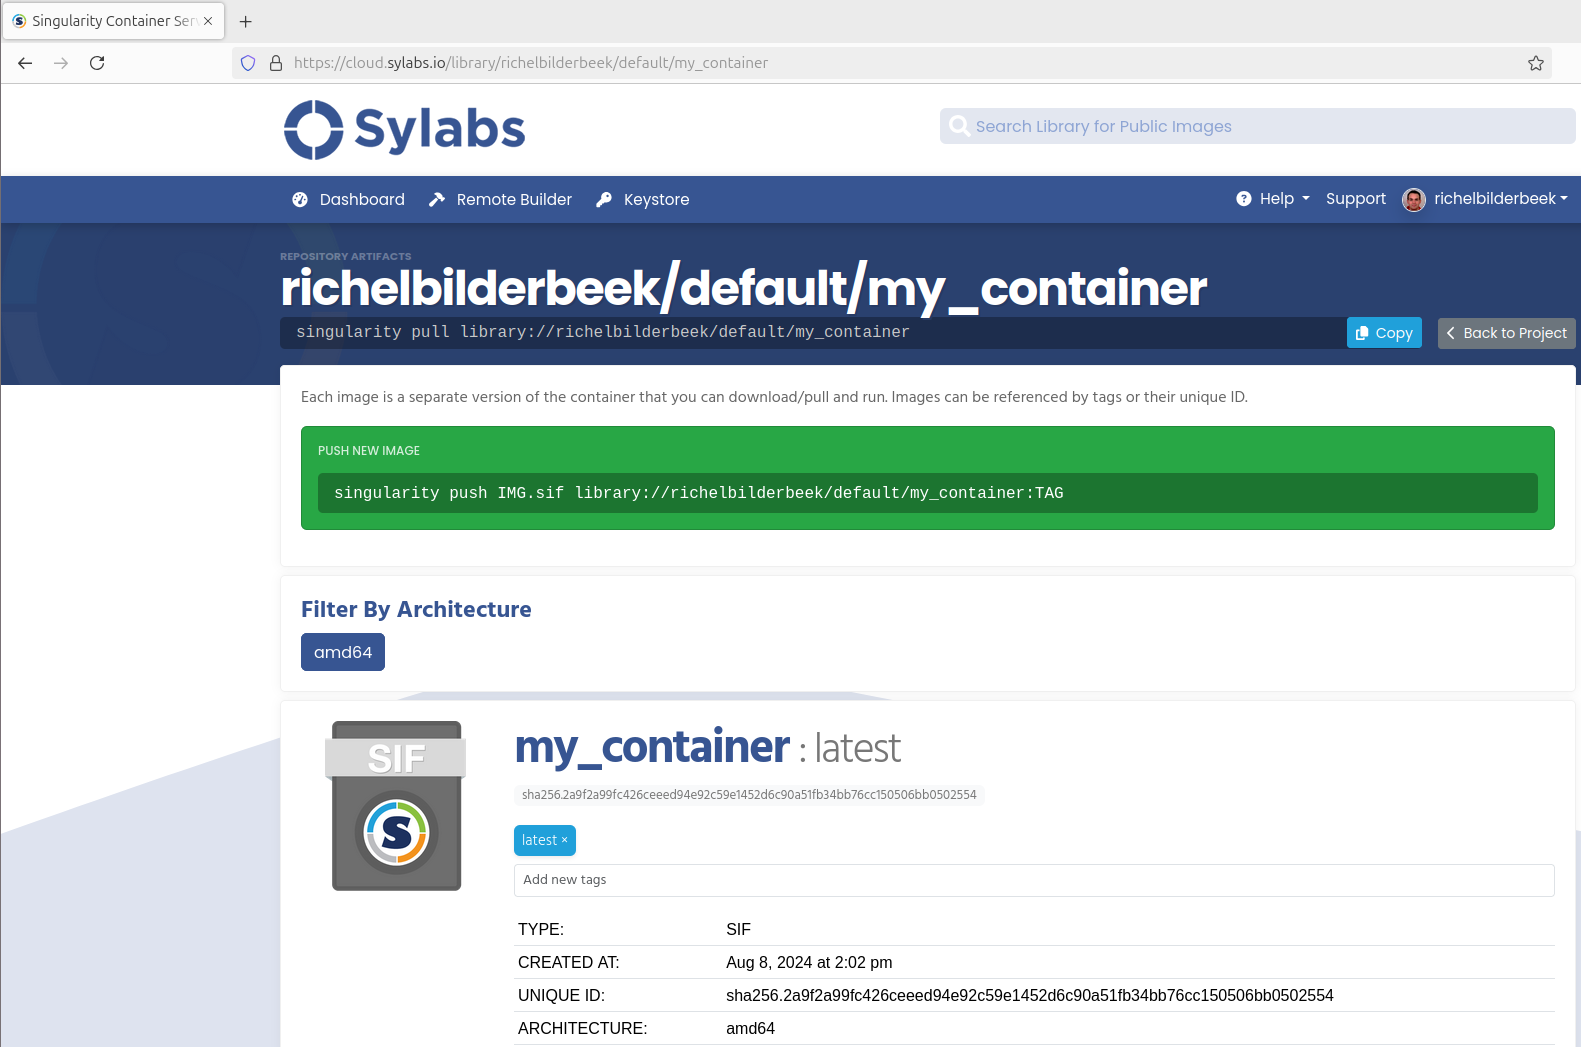 Singularity Container Ser
https://cloud.sylabs.io/library/richelbilderbeek/default/my_container
Sylabs
Search Library for Public Images
Dashboard
Remote Builder
Keystore
Help
Support
richelbilderbeek
REPOSITORY ARTIFACTS
richelbilderbeek/default/my_container
singularity pull library://richelbilderbeek/default/my_container
Copy
Back to Project
Each image is a separate version of the container that you can download/pull and run. Images can be referenced by tags or their unique ID.
PUSH NEW IMAGE
singularity push IMG.sif library://richelbilderbeek/default/my_container:TAG
Filter By Architecture
amd64
SIF
S
my_container : latest
sha256.2a9f2a99fc426ceeed94e92c59e1452d6c90a51fb34bb76cc150506bb0502554
latest ×
Add new tags
TYPE: SIF
CREATED AT: Aug 8, 2024 at 2:02 pm
UNIQUE ID: sha256.2a9f2a99fc426ceeed94e92c59e1452d6c90a51fb34bb76cc150506bb0502554
ARCHITECTURE: amd64